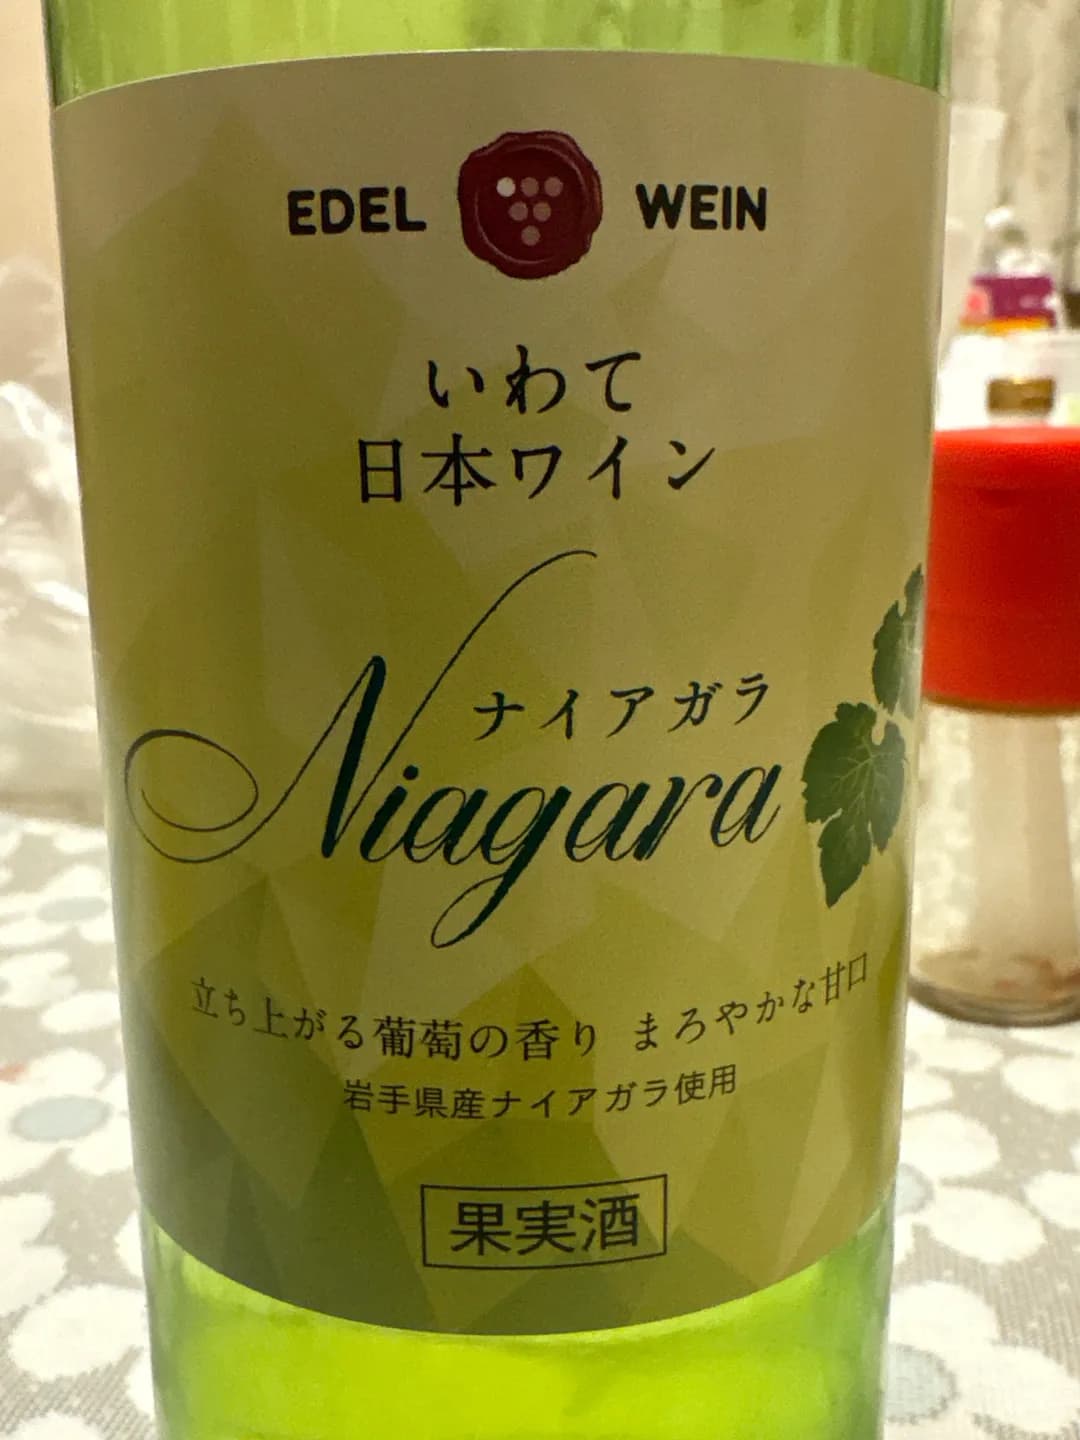 EDEL WEIN
いわて
日本ワイン
ナイアガラ
Niagara
立ち上がる葡萄の香り まろやかな甘口
岩手県産ナイアガラ使用
果実酒